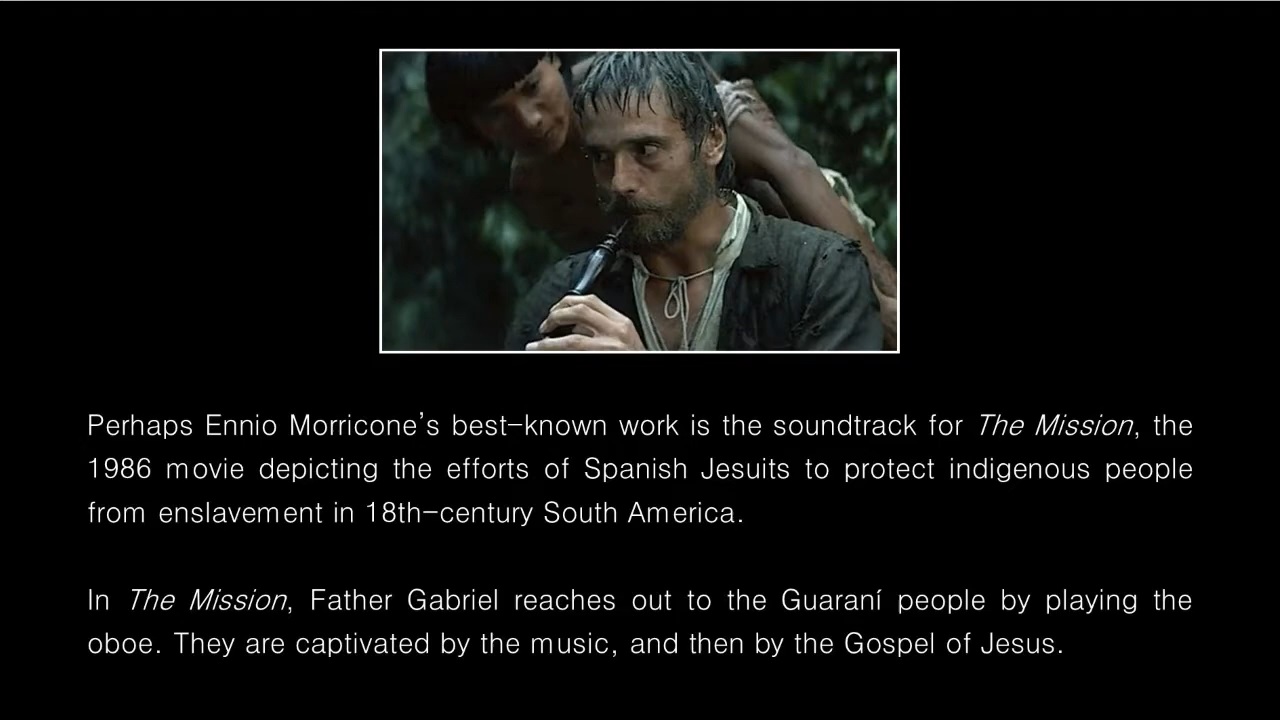 Perhaps Ennio Morricone’s best-known work is the soundtrack for The Mission, the
1986 movie depicting the efforts of Spanish Jesuits to protect indigenous people
from enslavement in 18th-century South America.
In The Mission, Father Gabriel reaches out to the Guaraní people by playing the
oboe. They are captivated by the music, and then by the Gospel of Jesus.